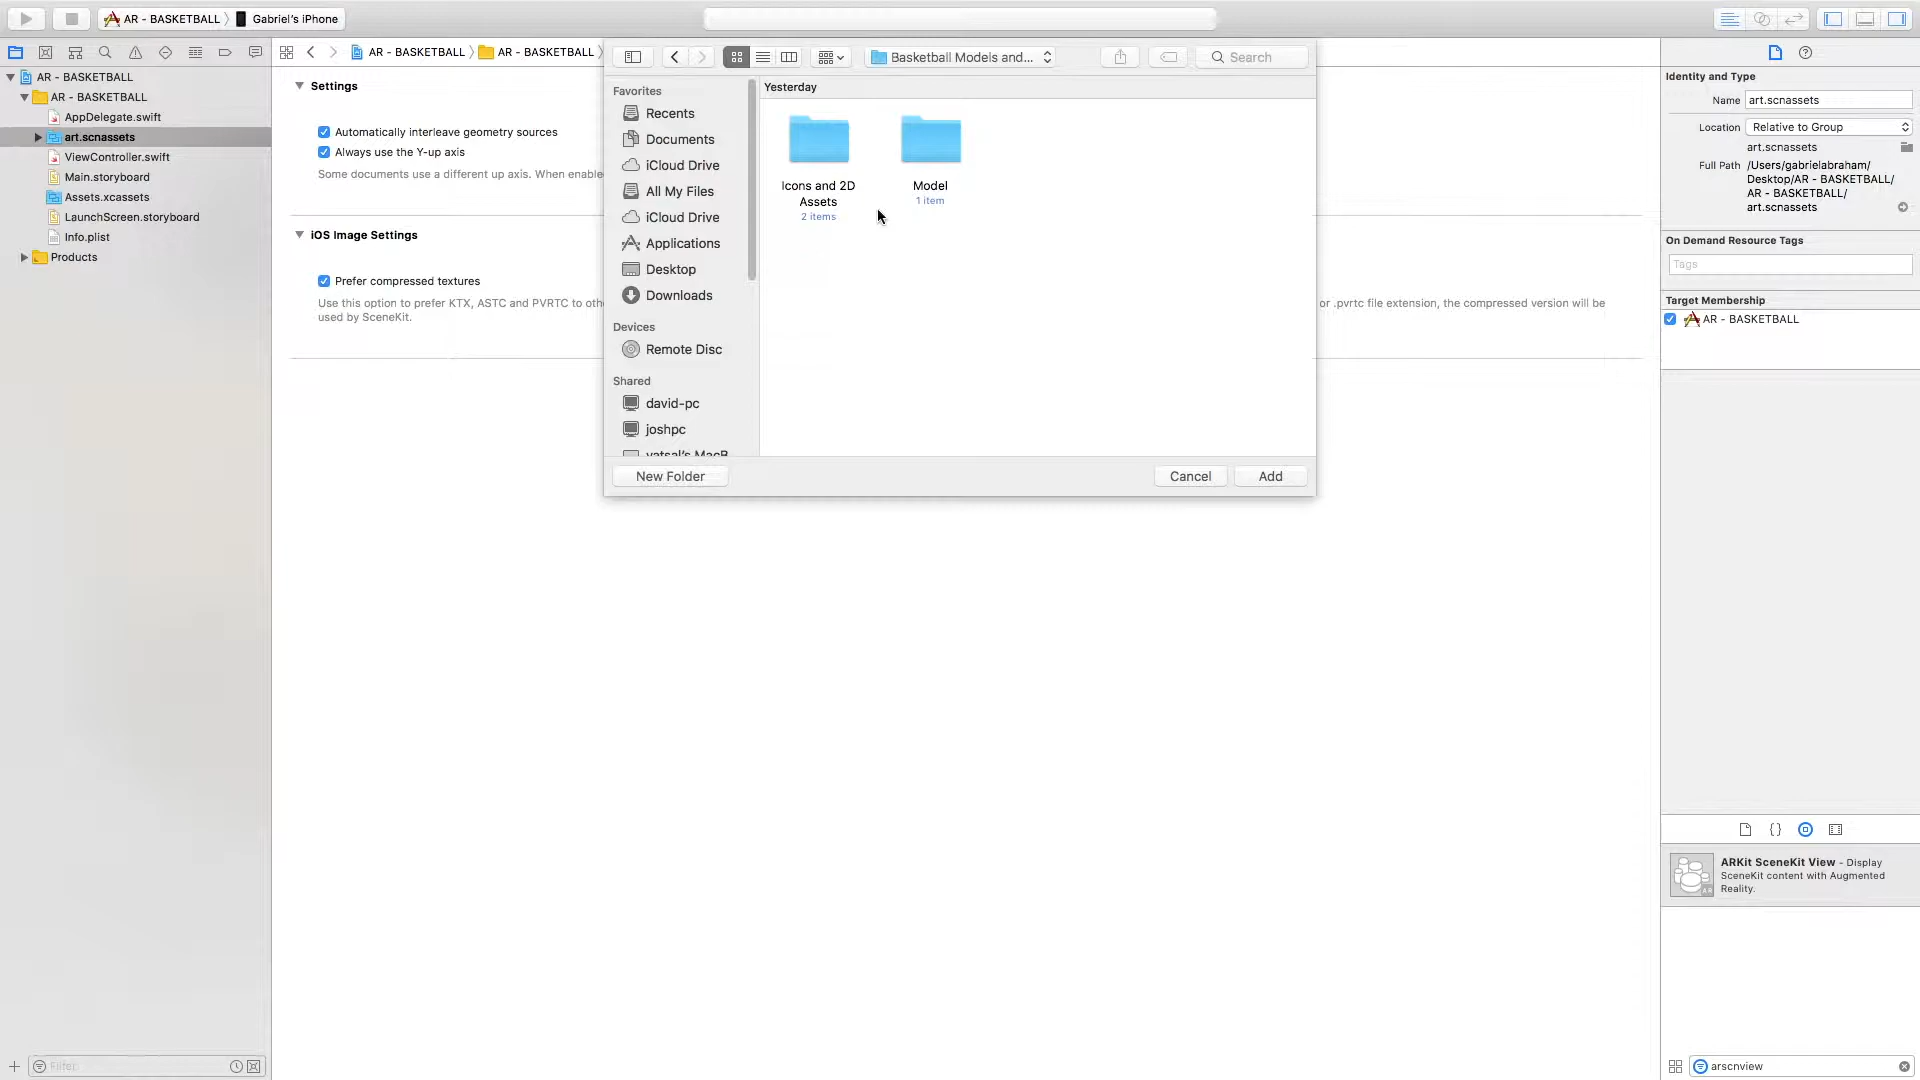 AR - BASKETBALL
Gabriel's iPhone
AR - BASKETBALL
AR - BASKETBALL
AppDelegate.swift
art.scnassets
ViewController.swift
Main.storyboard
Assets.xcassets
LaunchScreen.storyboard
Info.plist
Products
Filter
AR - BASKETBALL
AR - BASKETBALL
Settings
Automatically interleave geometry sources
Always use the Y-up axis
Some documents use a different up axis. When enable
iOS Image Settings
Prefer compressed textures
Use this option to prefer KTX, ASTC and PVRTC to oth
or .pvrtc file extension, the compressed version will be
used by SceneKit.
Basketball Models and...
Search
Favorites
Recents
Documents
iCloud Drive
All My Files
iCloud Drive
Applications
Desktop
Downloads
Devices
Remote Disc
Shared
david-pc
joshpc
yatsal's MacB
Yesterday
Icons and 2D
Assets
2 items
Model
1 item
New Folder
Cancel
Add
Identity and Type
Name art.scnassets
Location Relative to Group
art.scnassets
Full Path /Users/gabrielabraham/
Desktop/AR - BASKETBALL/
AR - BASKETBALL/
art.scnassets
On Demand Resource Tags
Tags
Target Membership
AR - BASKETBALL
{ }
ARKit SceneKit View - Display
SceneKit content with Augmented
Reality.
AR
arscnview